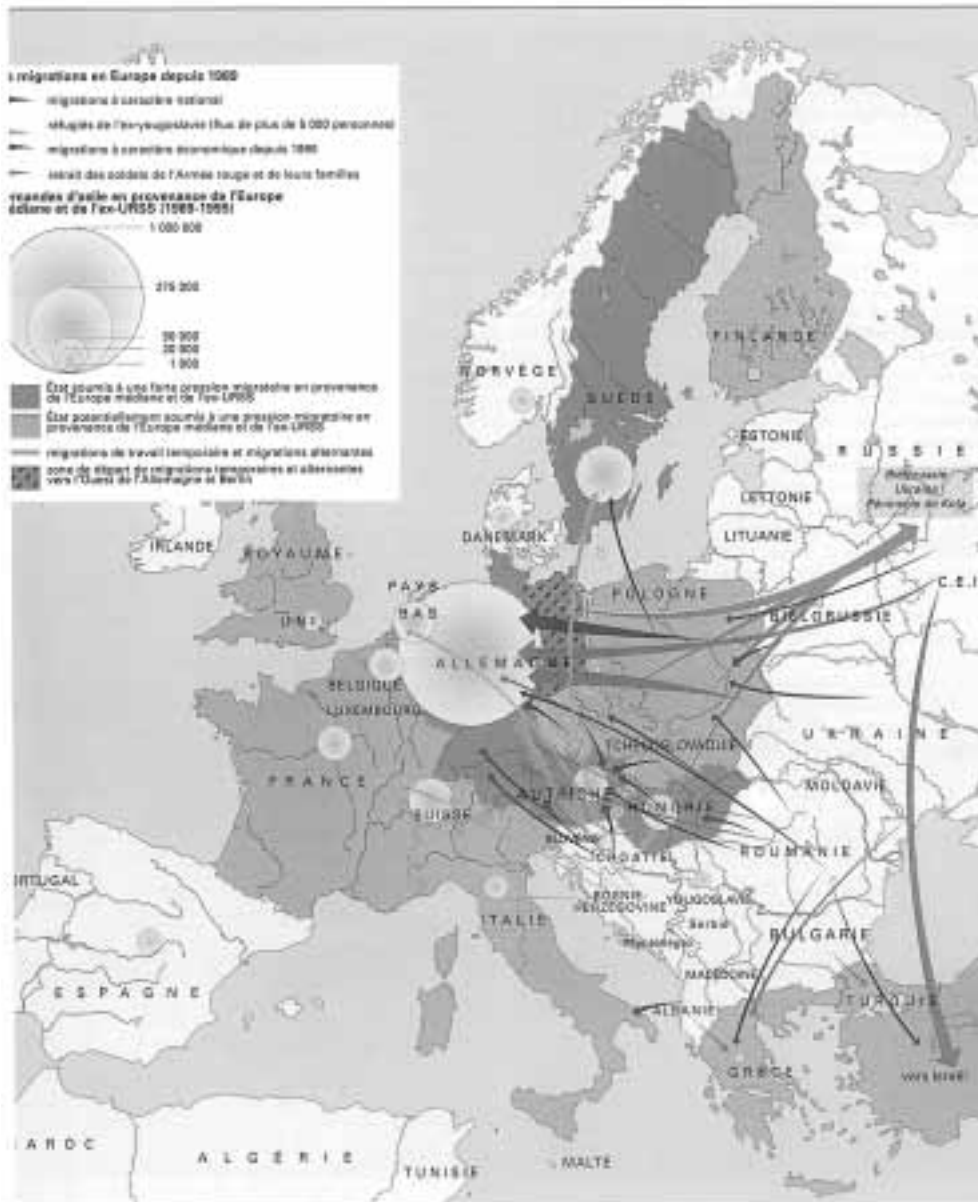 s migrations en Europe depuis 1989
migrations à caractère national
réfugiés de l'ex-yougoslavie (flux de plus de 5 000 personnes)
migrations à caractère économique depuis 1989
retrait des soldats de l'Armée rouge et de leurs familles
mandes d'asile en provenance de l'Europe
édiane et de l'ex-URSS (1989-1995)
1 000 000
275 000
50 000
20 000
1 000
État soumis à une forte pression migratoire en provenance
de l'Europe médiane et de l'ex-URSS
État potentiellement soumis à une pression migratoire en
provenance de l'Europe médiane et de l'ex-URSS
migrations de travail temporaire et migrations alternantes
zone de départ de migrations temporaires et alternantes
vers l'Ouest de l'Allemagne et Berlin
FINLANDE
NORVÈGE
SUÈDE
ESTONIE
RUSSIE
Ukraine
Péninsule de Kola
LETTONIE
LITUANIE
IRLANDE
DANEMARK
ROYAUME-
UNI
PAYS
BAS
POLOGNE
C.E.I
BIÉLORUSSIE
ALLEMAGNE
BELGIQUE
LUXEMBOURG
UKRAINE
TCHÉCOSLOVAQUIE
MOLDAVIE
FRANCE
SUISSE
AUTRICHE
HONGRIE
ROUMANIE
CROATIE
BOSNIE-
HERZÉGOVINE
YOUGOSLAVIE
Serbie
Monténégro
BULGARIE
ORTUGAL
ITALIE
ESPAGNE
MACÉDOINE
ALBANIE
TURQUIE
GRÈCE
vers Israël
AROC
ALGÉRIE
TUNISIE
MALTE